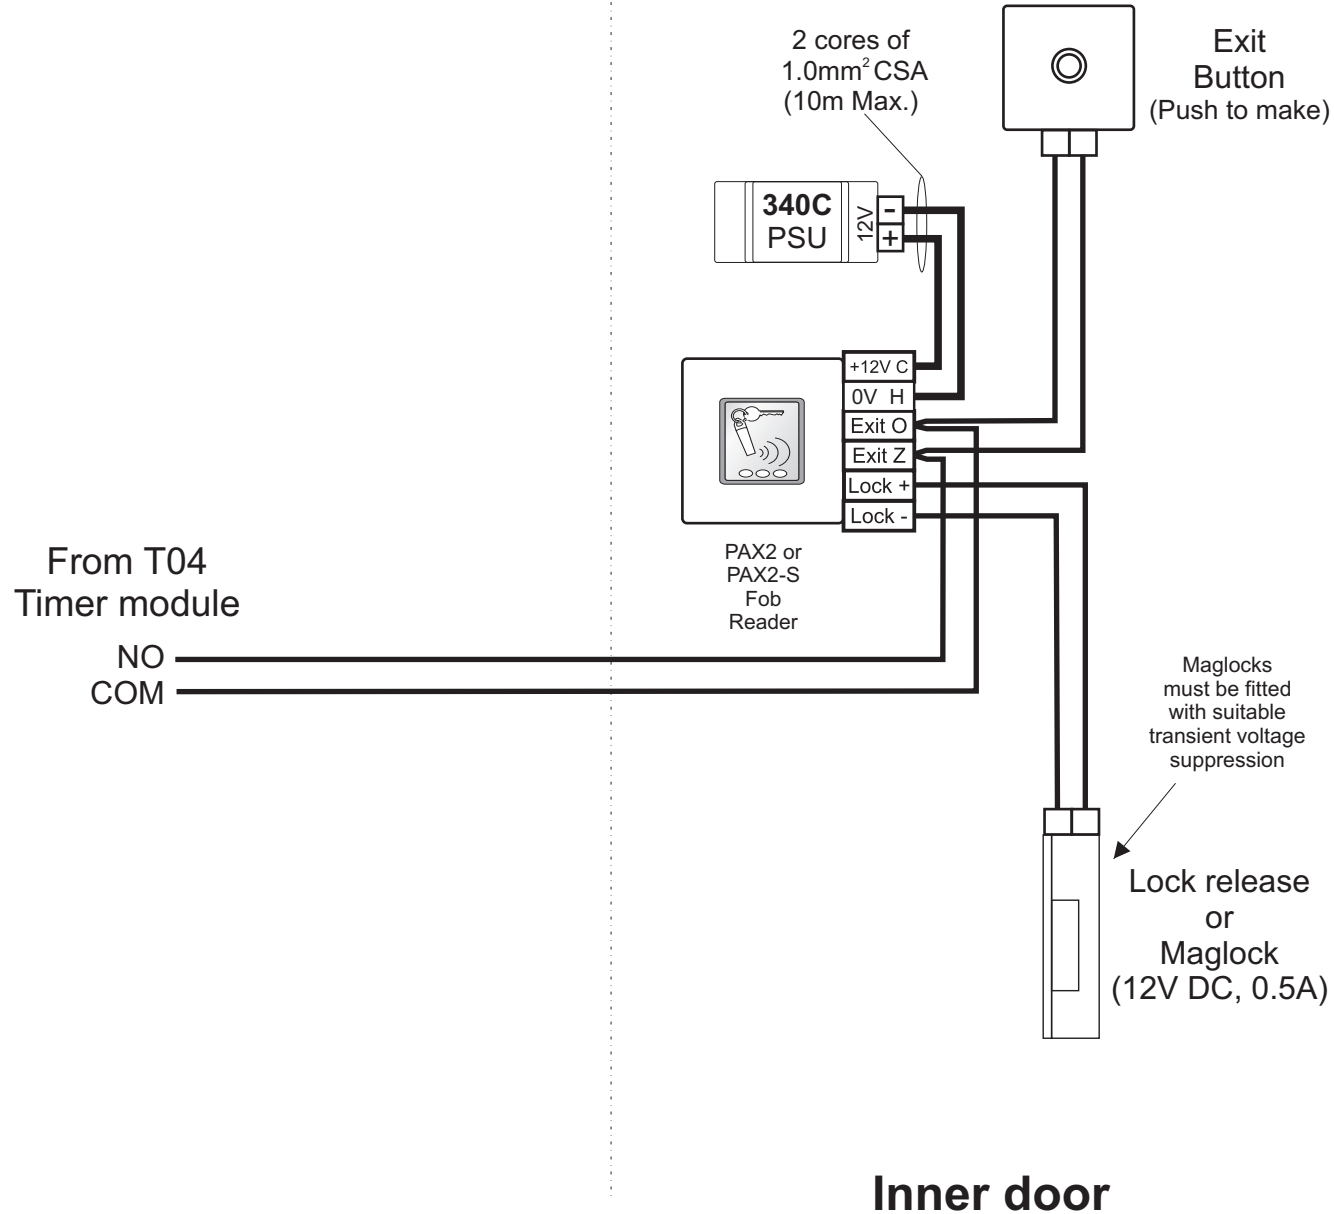 2 cores of
1.0mm² CSA
(10m Max.)
Exit
Button
(Push to make)
340C
PSU
12V
-
+
+12V C
0V H
Exit O
Exit Z
Lock +
Lock -
PAX2 or
PAX2-S
Fob
Reader
From T04
Timer module
NO
COM
Maglocks
must be fitted
with suitable
transient voltage
suppression
Lock release
or
Maglock
(12V DC, 0.5A)
Inner door